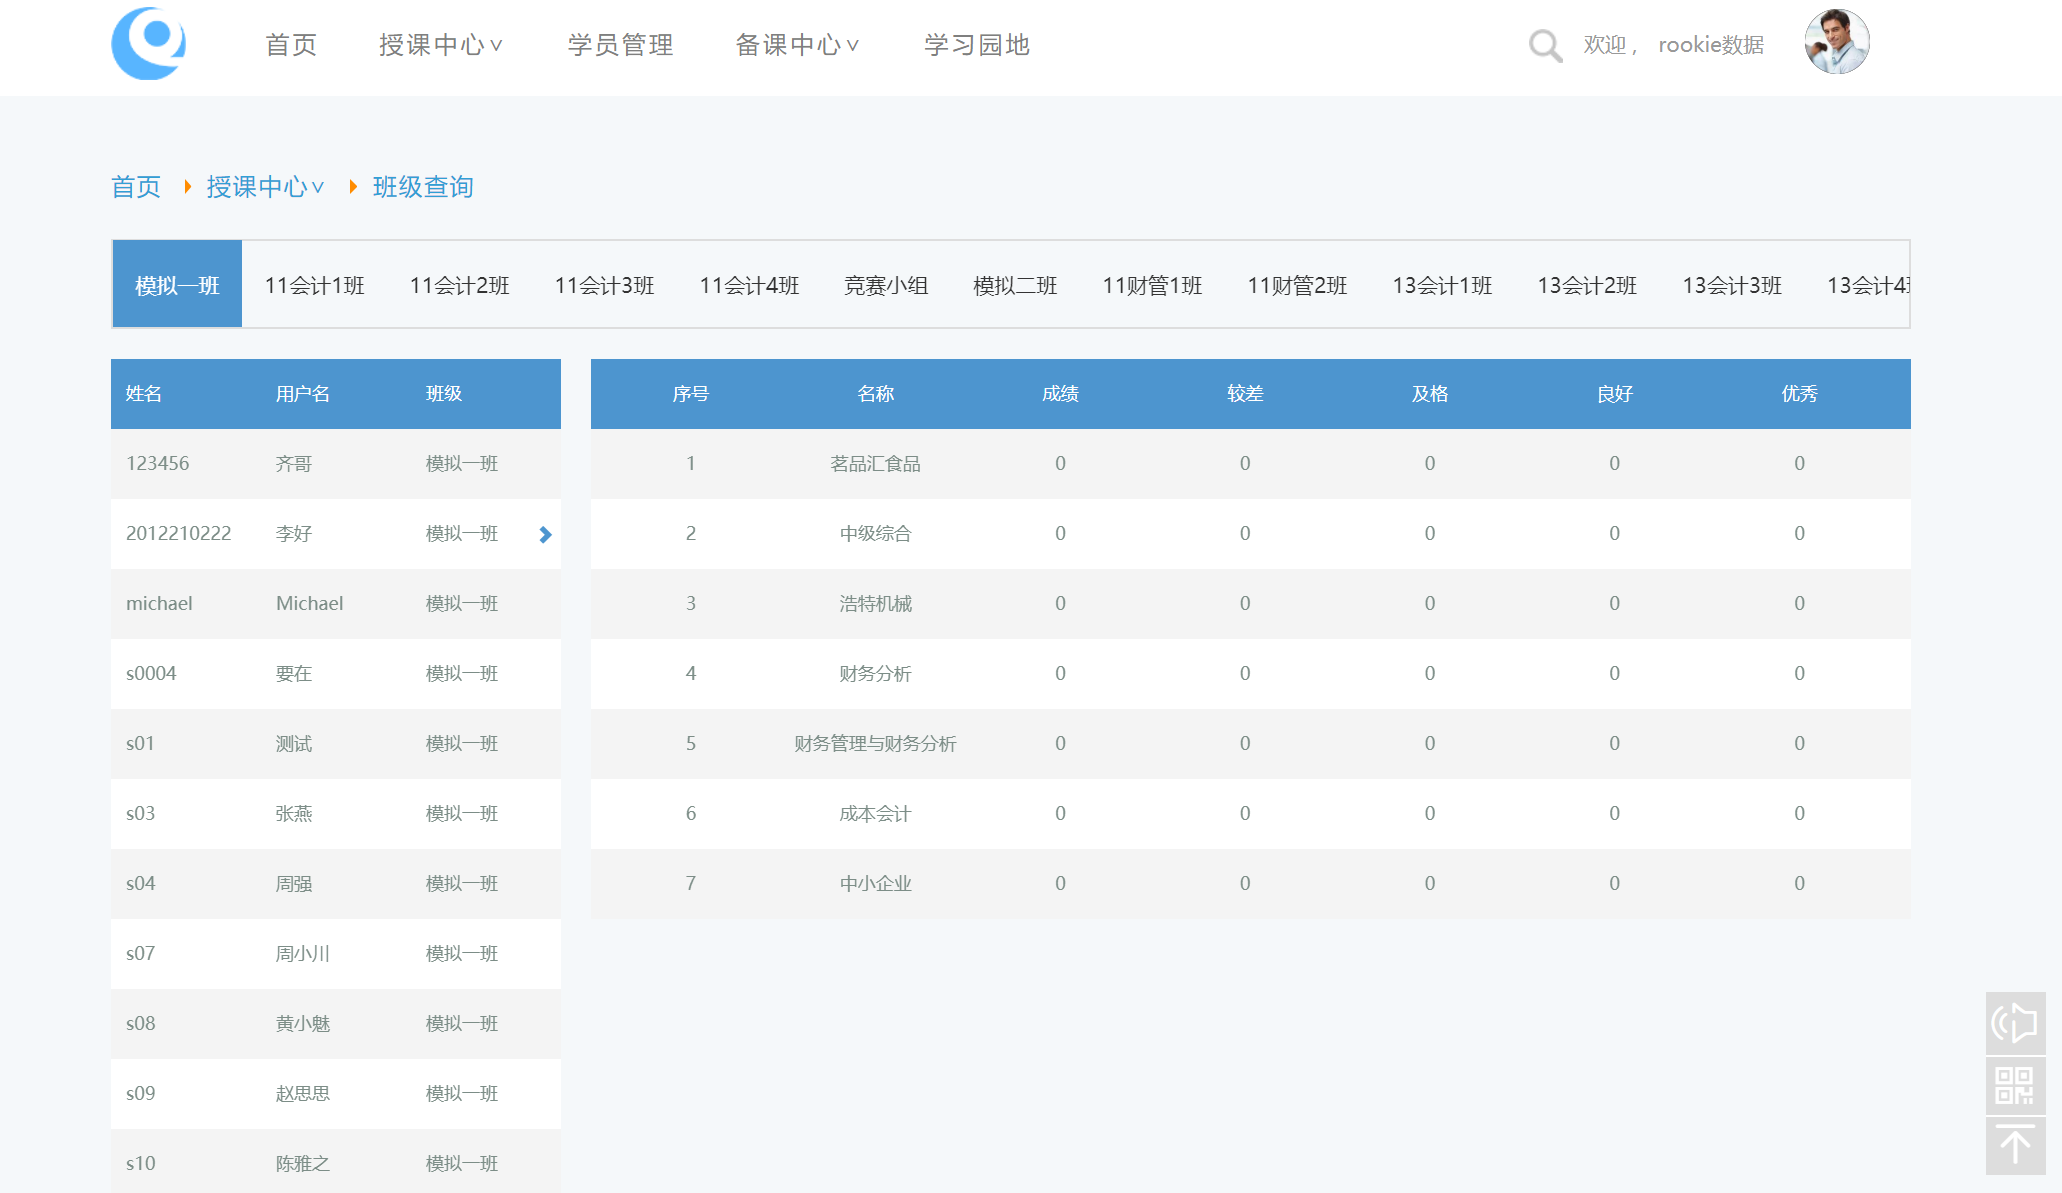 首页 授课中心∨ 学员管理 备课中心∨ 学习园地 欢迎， rookie数据
首页 授课中心∨ 班级查询
模拟一班 11会计1班 11会计2班 11会计3班 11会计4班 竞赛小组 模拟二班 11财管1班 11财管2班 13会计1班 13会计2班 13会计3班 13会计4
姓名 用户名 班级
123456 齐哥 模拟一班
2012210222 李好 模拟一班
michael Michael 模拟一班
s0004 要在 模拟一班
s01 测试 模拟一班
s03 张燕 模拟一班
s04 周强 模拟一班
s07 周小川 模拟一班
s08 黄小魅 模拟一班
s09 赵思思 模拟一班
s10 陈雅之 模拟一班
序号 名称 成绩 较差 及格 良好 优秀
1 茗品汇食品 0 0 0 0 0
2 中级综合 0 0 0 0 0
3 浩特机械 0 0 0 0 0
4 财务分析 0 0 0 0 0
5 财务管理与财务分析 0 0 0 0 0
6 成本会计 0 0 0 0 0
7 中小企业 0 0 0 0 0